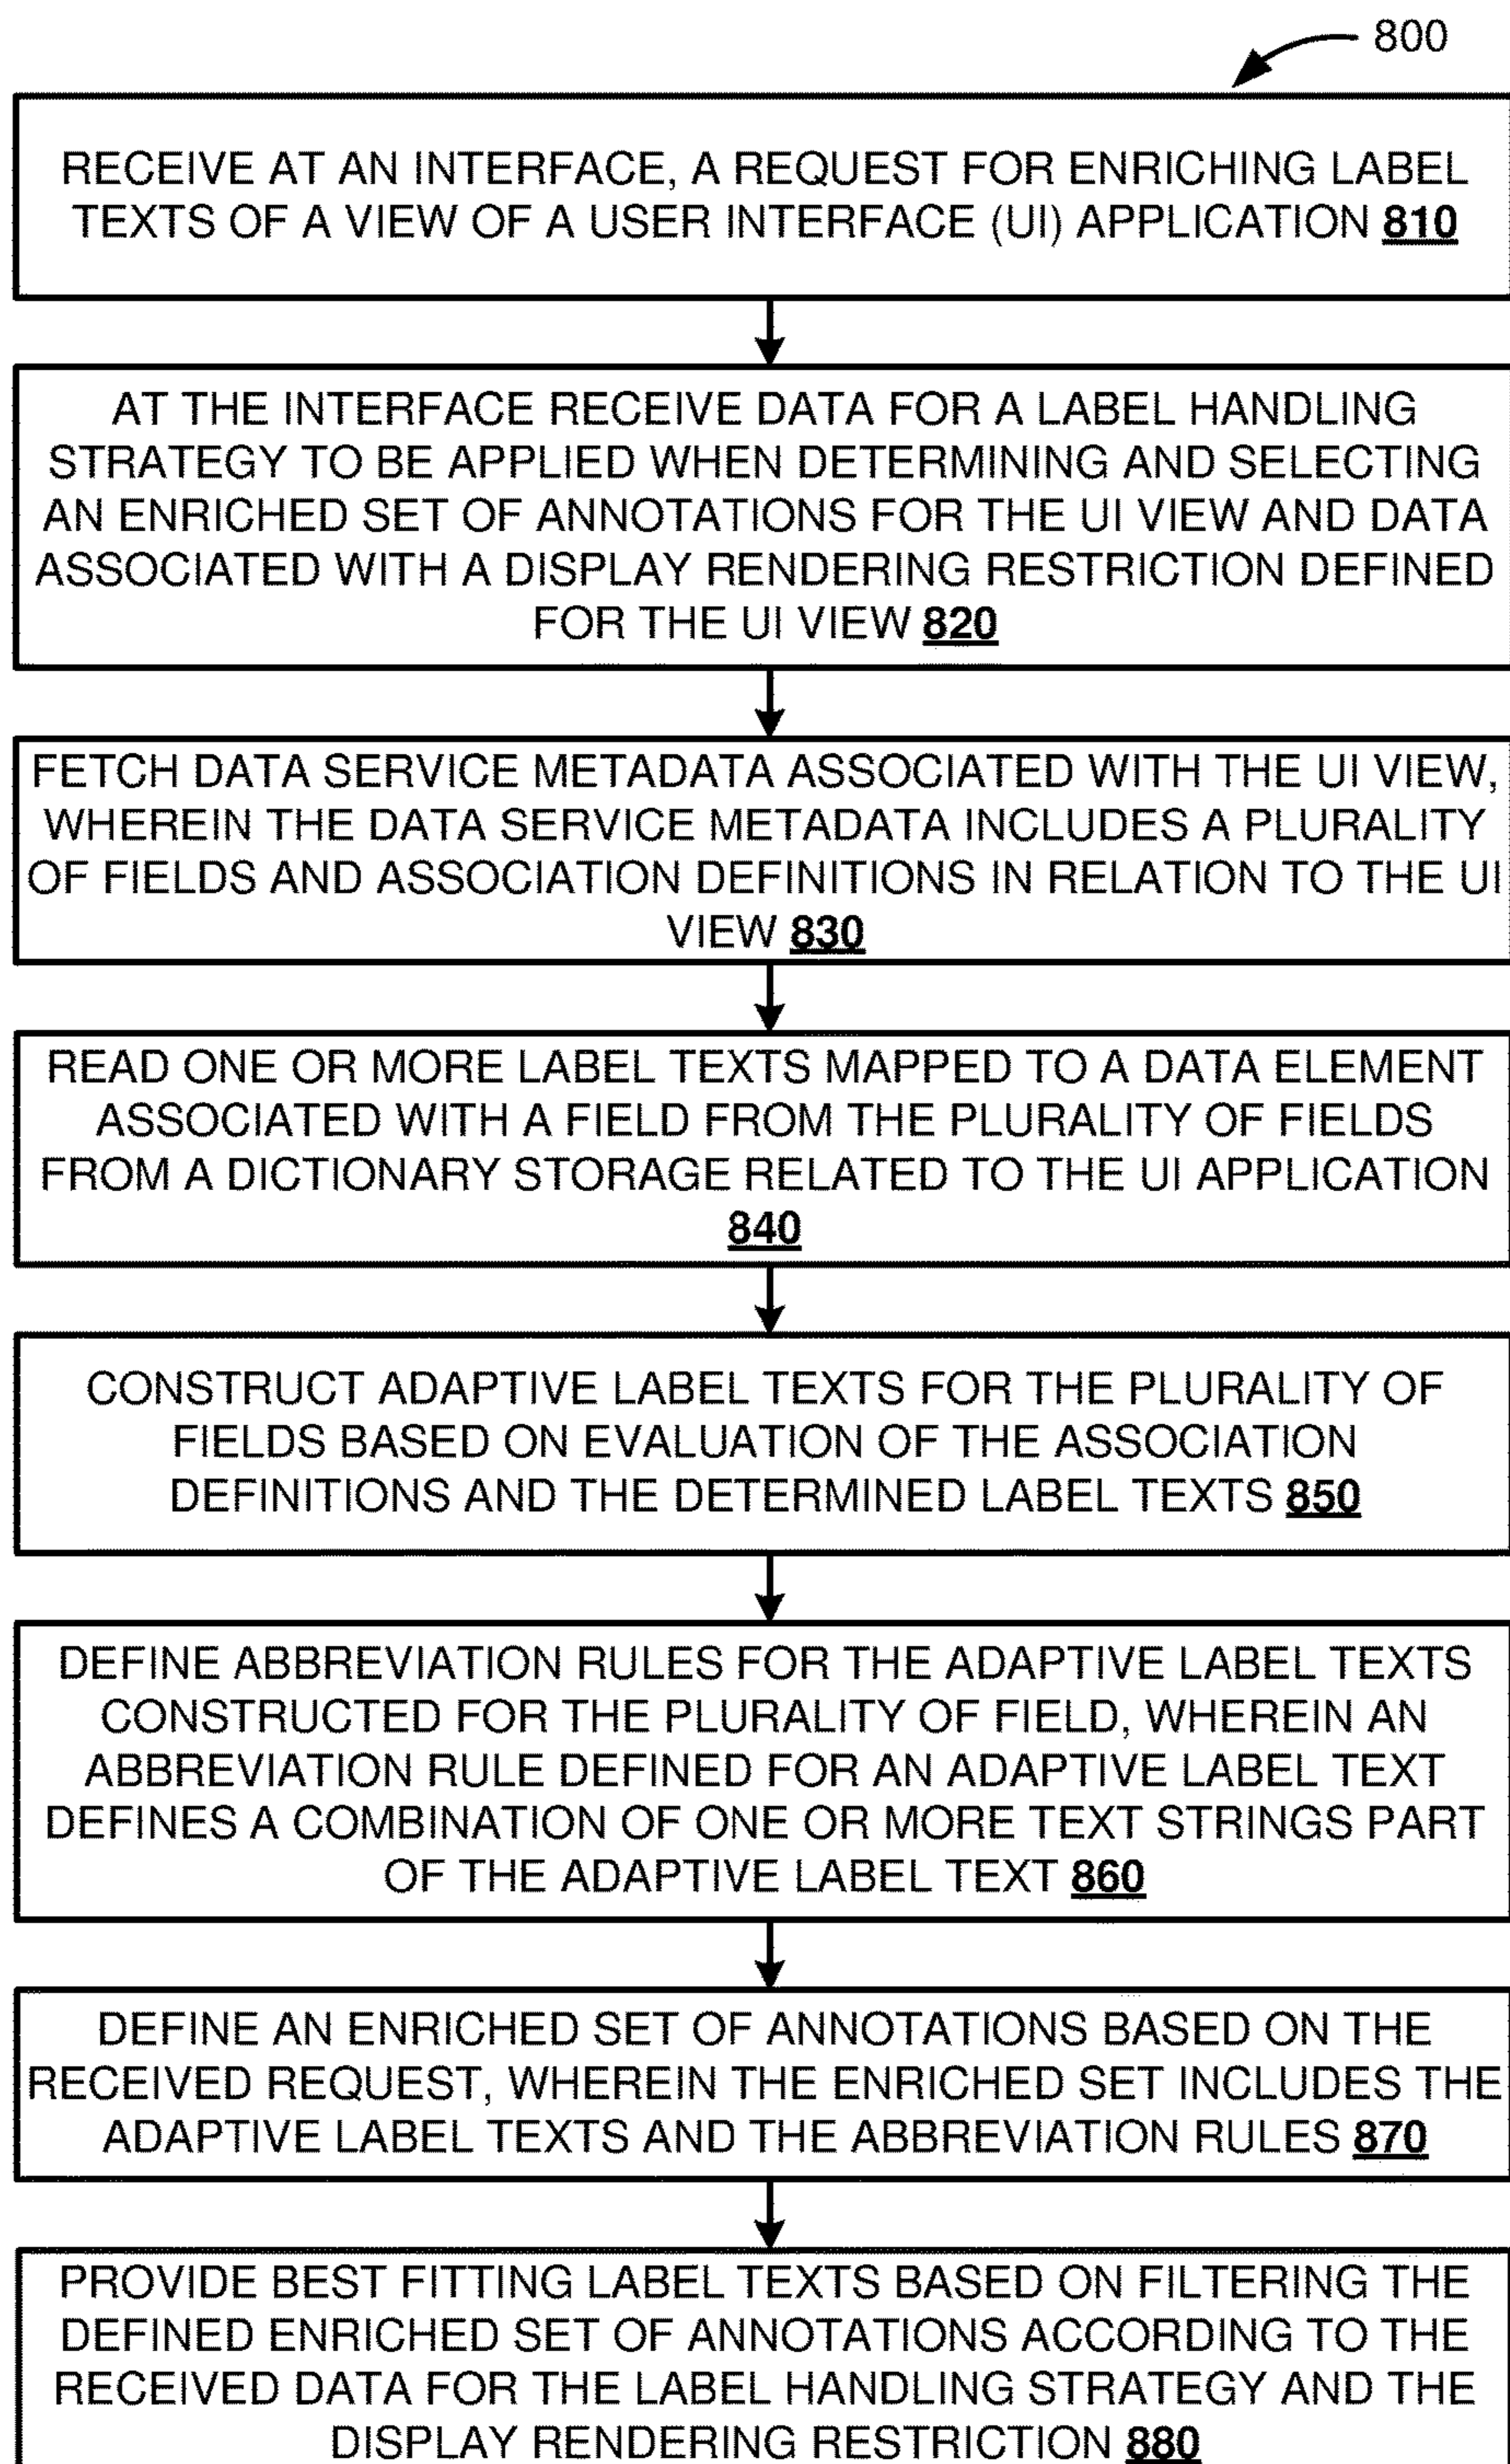 800
RECEIVE AT AN INTERFACE, A REQUEST FOR ENRICHING LABEL
TEXTS OF A VIEW OF A USER INTERFACE (UI) APPLICATION 810
AT THE INTERFACE RECEIVE DATA FOR A LABEL HANDLING
STRATEGY TO BE APPLIED WHEN DETERMINING AND SELECTING
AN ENRICHED SET OF ANNOTATIONS FOR THE UI VIEW AND DATA
ASSOCIATED WITH A DISPLAY RENDERING RESTRICTION DEFINED
FOR THE UI VIEW 820
FETCH DATA SERVICE METADATA ASSOCIATED WITH THE UI VIEW,
WHEREIN THE DATA SERVICE METADATA INCLUDES A PLURALITY
OF FIELDS AND ASSOCIATION DEFINITIONS IN RELATION TO THE UI
VIEW 830
READ ONE OR MORE LABEL TEXTS MAPPED TO A DATA ELEMENT
ASSOCIATED WITH A FIELD FROM THE PLURALITY OF FIELDS
FROM A DICTIONARY STORAGE RELATED TO THE UI APPLICATION
840
CONSTRUCT ADAPTIVE LABEL TEXTS FOR THE PLURALITY OF
FIELDS BASED ON EVALUATION OF THE ASSOCIATION
DEFINITIONS AND THE DETERMINED LABEL TEXTS 850
DEFINE ABBREVIATION RULES FOR THE ADAPTIVE LABEL TEXTS
CONSTRUCTED FOR THE PLURALITY OF FIELD, WHEREIN AN
ABBREVIATION RULE DEFINED FOR AN ADAPTIVE LABEL TEXT
DEFINES A COMBINATION OF ONE OR MORE TEXT STRINGS PART
OF THE ADAPTIVE LABEL TEXT 860
DEFINE AN ENRICHED SET OF ANNOTATIONS BASED ON THE
RECEIVED REQUEST, WHEREIN THE ENRICHED SET INCLUDES THE
ADAPTIVE LABEL TEXTS AND THE ABBREVIATION RULES 870
PROVIDE BEST FITTING LABEL TEXTS BASED ON FILTERING THE
DEFINED ENRICHED SET OF ANNOTATIONS ACCORDING TO THE
RECEIVED DATA FOR THE LABEL HANDLING STRATEGY AND THE
DISPLAY RENDERING RESTRICTION 880